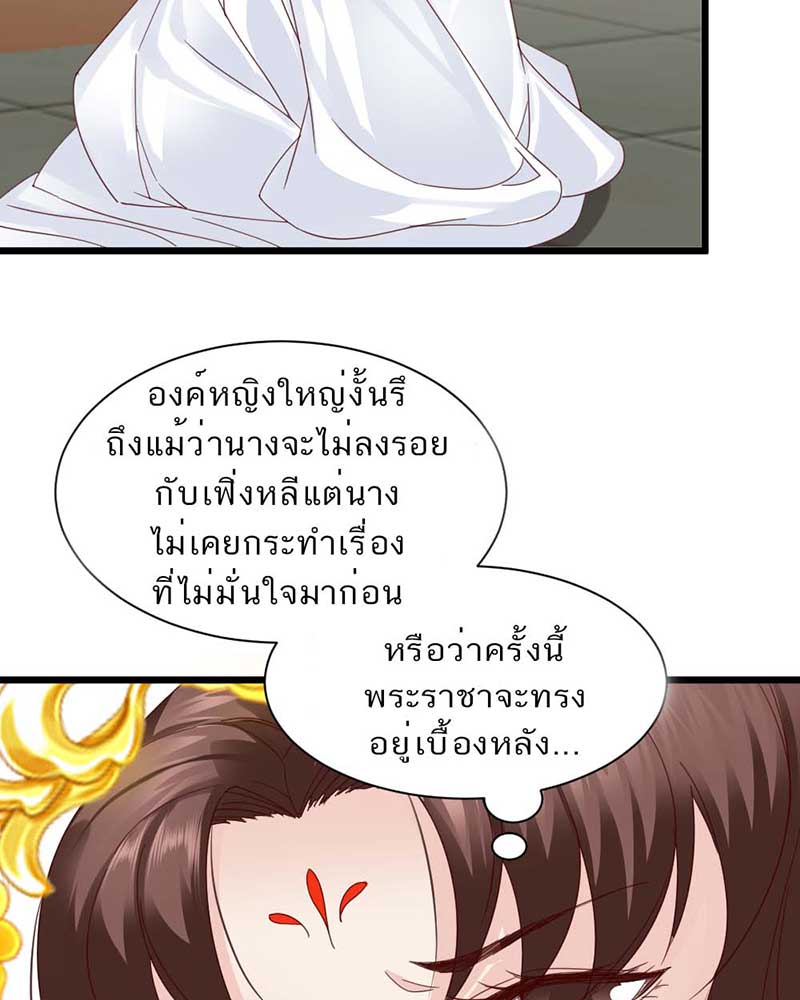 องค์หญิงใหญ่งั้นรึ
ถึงแม้ว่านางจะไม่ลงรอย
กับเฟิ่งหลีแต่นาง
ไม่เคยกระทำเรื่อง
ที่ไม่มั่นใจมาก่อน
หรือว่าครั้งนี้
พระราชาจะทรง
อยู่เบื้องหลัง...